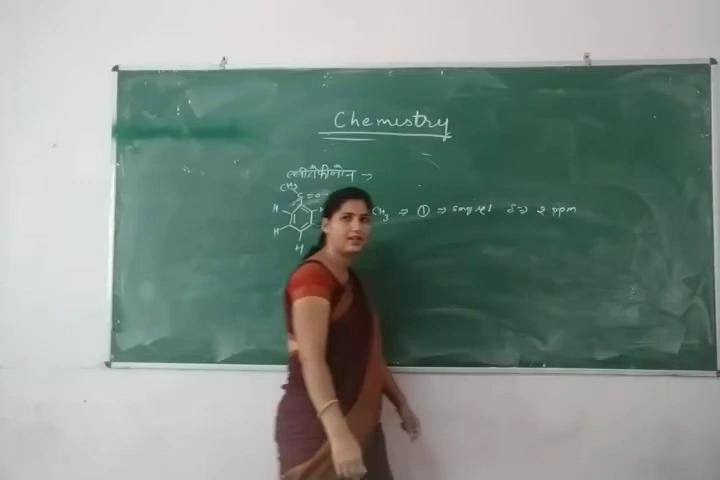 Chemistry
एसीटोफीनोन →
CH3
C=O
H H
H
H
CH3 ⇒ ① ⇒ singlet δ ⇒ 2 ppm